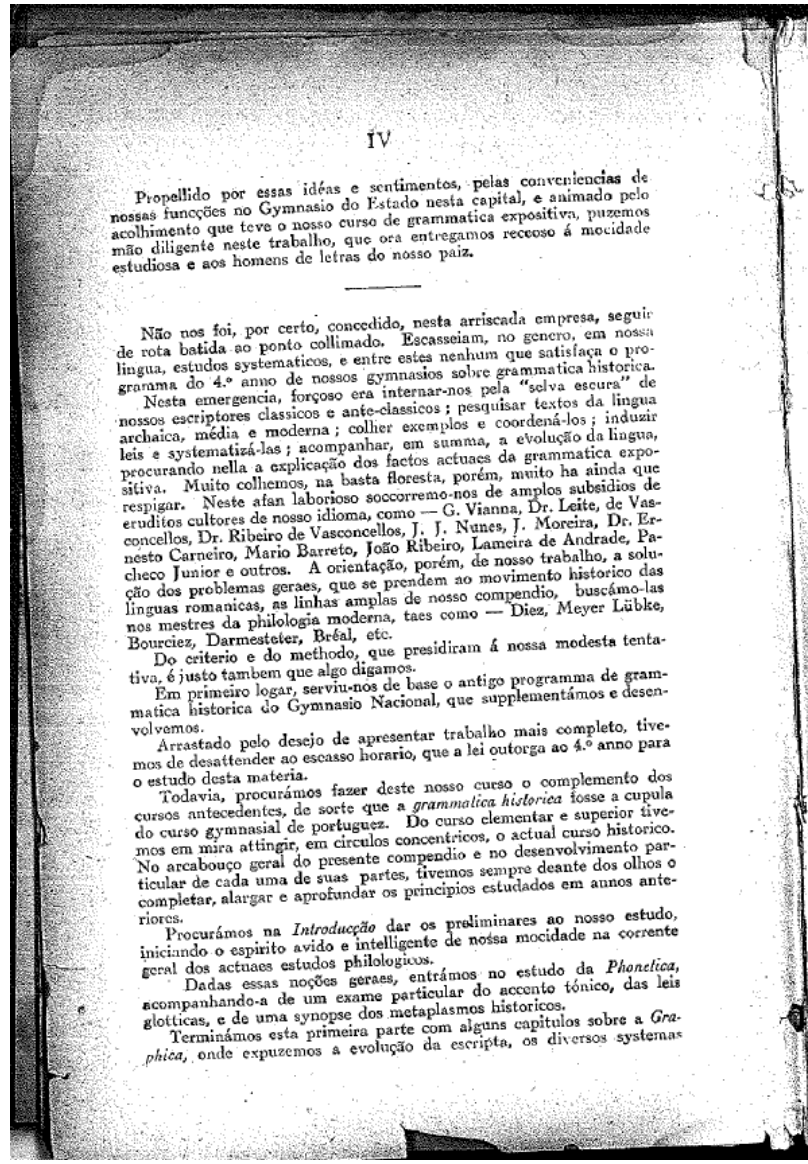 IV
Propellido por essas idéas e sentimentos, pelas conveniencias de
nossas funcções no Gymnasio do Estado nesta capital, e animado pelo
acolhimento que teve o nosso curso de grammatica expositiva, puzemos
mão diligente neste trabalho, que ora entregamos receoso á mocidade
estudiosa e aos homens de letras do nosso paiz.
Não nos foi, por certo, concedido, nesta arriscada empresa, seguir
de rota batida ao ponto collimado. Escasseiam, no genero, em nossa
lingua, estudos systematicos, e entre estes nenhum que satisfaça o pro-
gramma do 4.º anno de nossos gymnasios sobre grammatica historica.
Nesta emergencia, forçoso era internar-nos pela "selva escura" de
nossos escriptores classicos e ante-classicos ; pesquisar textos da lingua
archaica, média e moderna ; colher exemplos e coordená-los ; induzir
leis e systematizá-las ; acompanhar, em summa, a evolução da lingua,
procurando nella a explicação dos factos actuaes da grammatica expo-
sitiva. Muito colhemos, na basta floresta, porém, muito ha ainda que
respigar. Neste afan laborioso soccorremo-nos de amplos subsidios de
eruditos cultores de nosso idioma, como — G. Vianna, Dr. Leite, de Vas-
concellos, Dr. Ribeiro de Vasconcellos, J. J. Nunes, J. Moreira, Dr. Er-
nesto Carneiro, Mario Barreto, João Ribeiro, Lameira de Andrade, Pa-
checo Junior e outros. A orientação, porém, de nosso trabalho, a solu-
ção dos problemas geraes, que se prendem ao movimento historico das
linguas romanicas, as linhas amplas de nosso compendio, buscámo-las
nos mestres da philologia moderna, taes como — Diez, Meyer Lübke,
Bourciez, Darmesteter, Bréal, etc.
Do criterio e do methodo, que presidiram á nossa modesta tenta-
tiva, é justo tambem que algo digamos.
Em primeiro logar, serviu-nos de base o antigo programma de gram-
matica historica do Gymnasio Nacional, que supplementámos e desen-
volvemos.
Arrastado pelo desejo de apresentar trabalho mais completo, tive-
mos de desattender ao escasso horario, que a lei outorga ao 4.º anno para
o estudo desta materia.
Todavia, procurámos fazer deste nosso curso o complemento dos
cursos antecedentes, de sorte que a grammatica historica fosse a cupula
do curso gymnasial de portuguez. Do curso elementar e superior tive-
mos em mira attingir, em circulos concentricos, o actual curso historico.
No arcabouço geral do presente compendio e no desenvolvimento par-
ticular de cada uma de suas partes, tivemos sempre deante dos olhos o
completar, alargar e aprofundar os principios estudados em annos ante-
riores.
Procurámos na Introducção dar os preliminares ao nosso estudo,
iniciando o espirito avido e intelligente de nossa mocidade na corrente
geral dos actuaes estudos philologicos.
Dadas essas noções geraes, entrámos no estudo da Phonetica,
acompanhando-a de um exame particular do accento tónico, das leis
glotticas, e de uma synopse dos metaplasmos historicos.
Terminámos esta primeira parte com alguns capitulos sobre a Gra-
phica, onde expuzemos a evolução da escripta, os diversos systemas